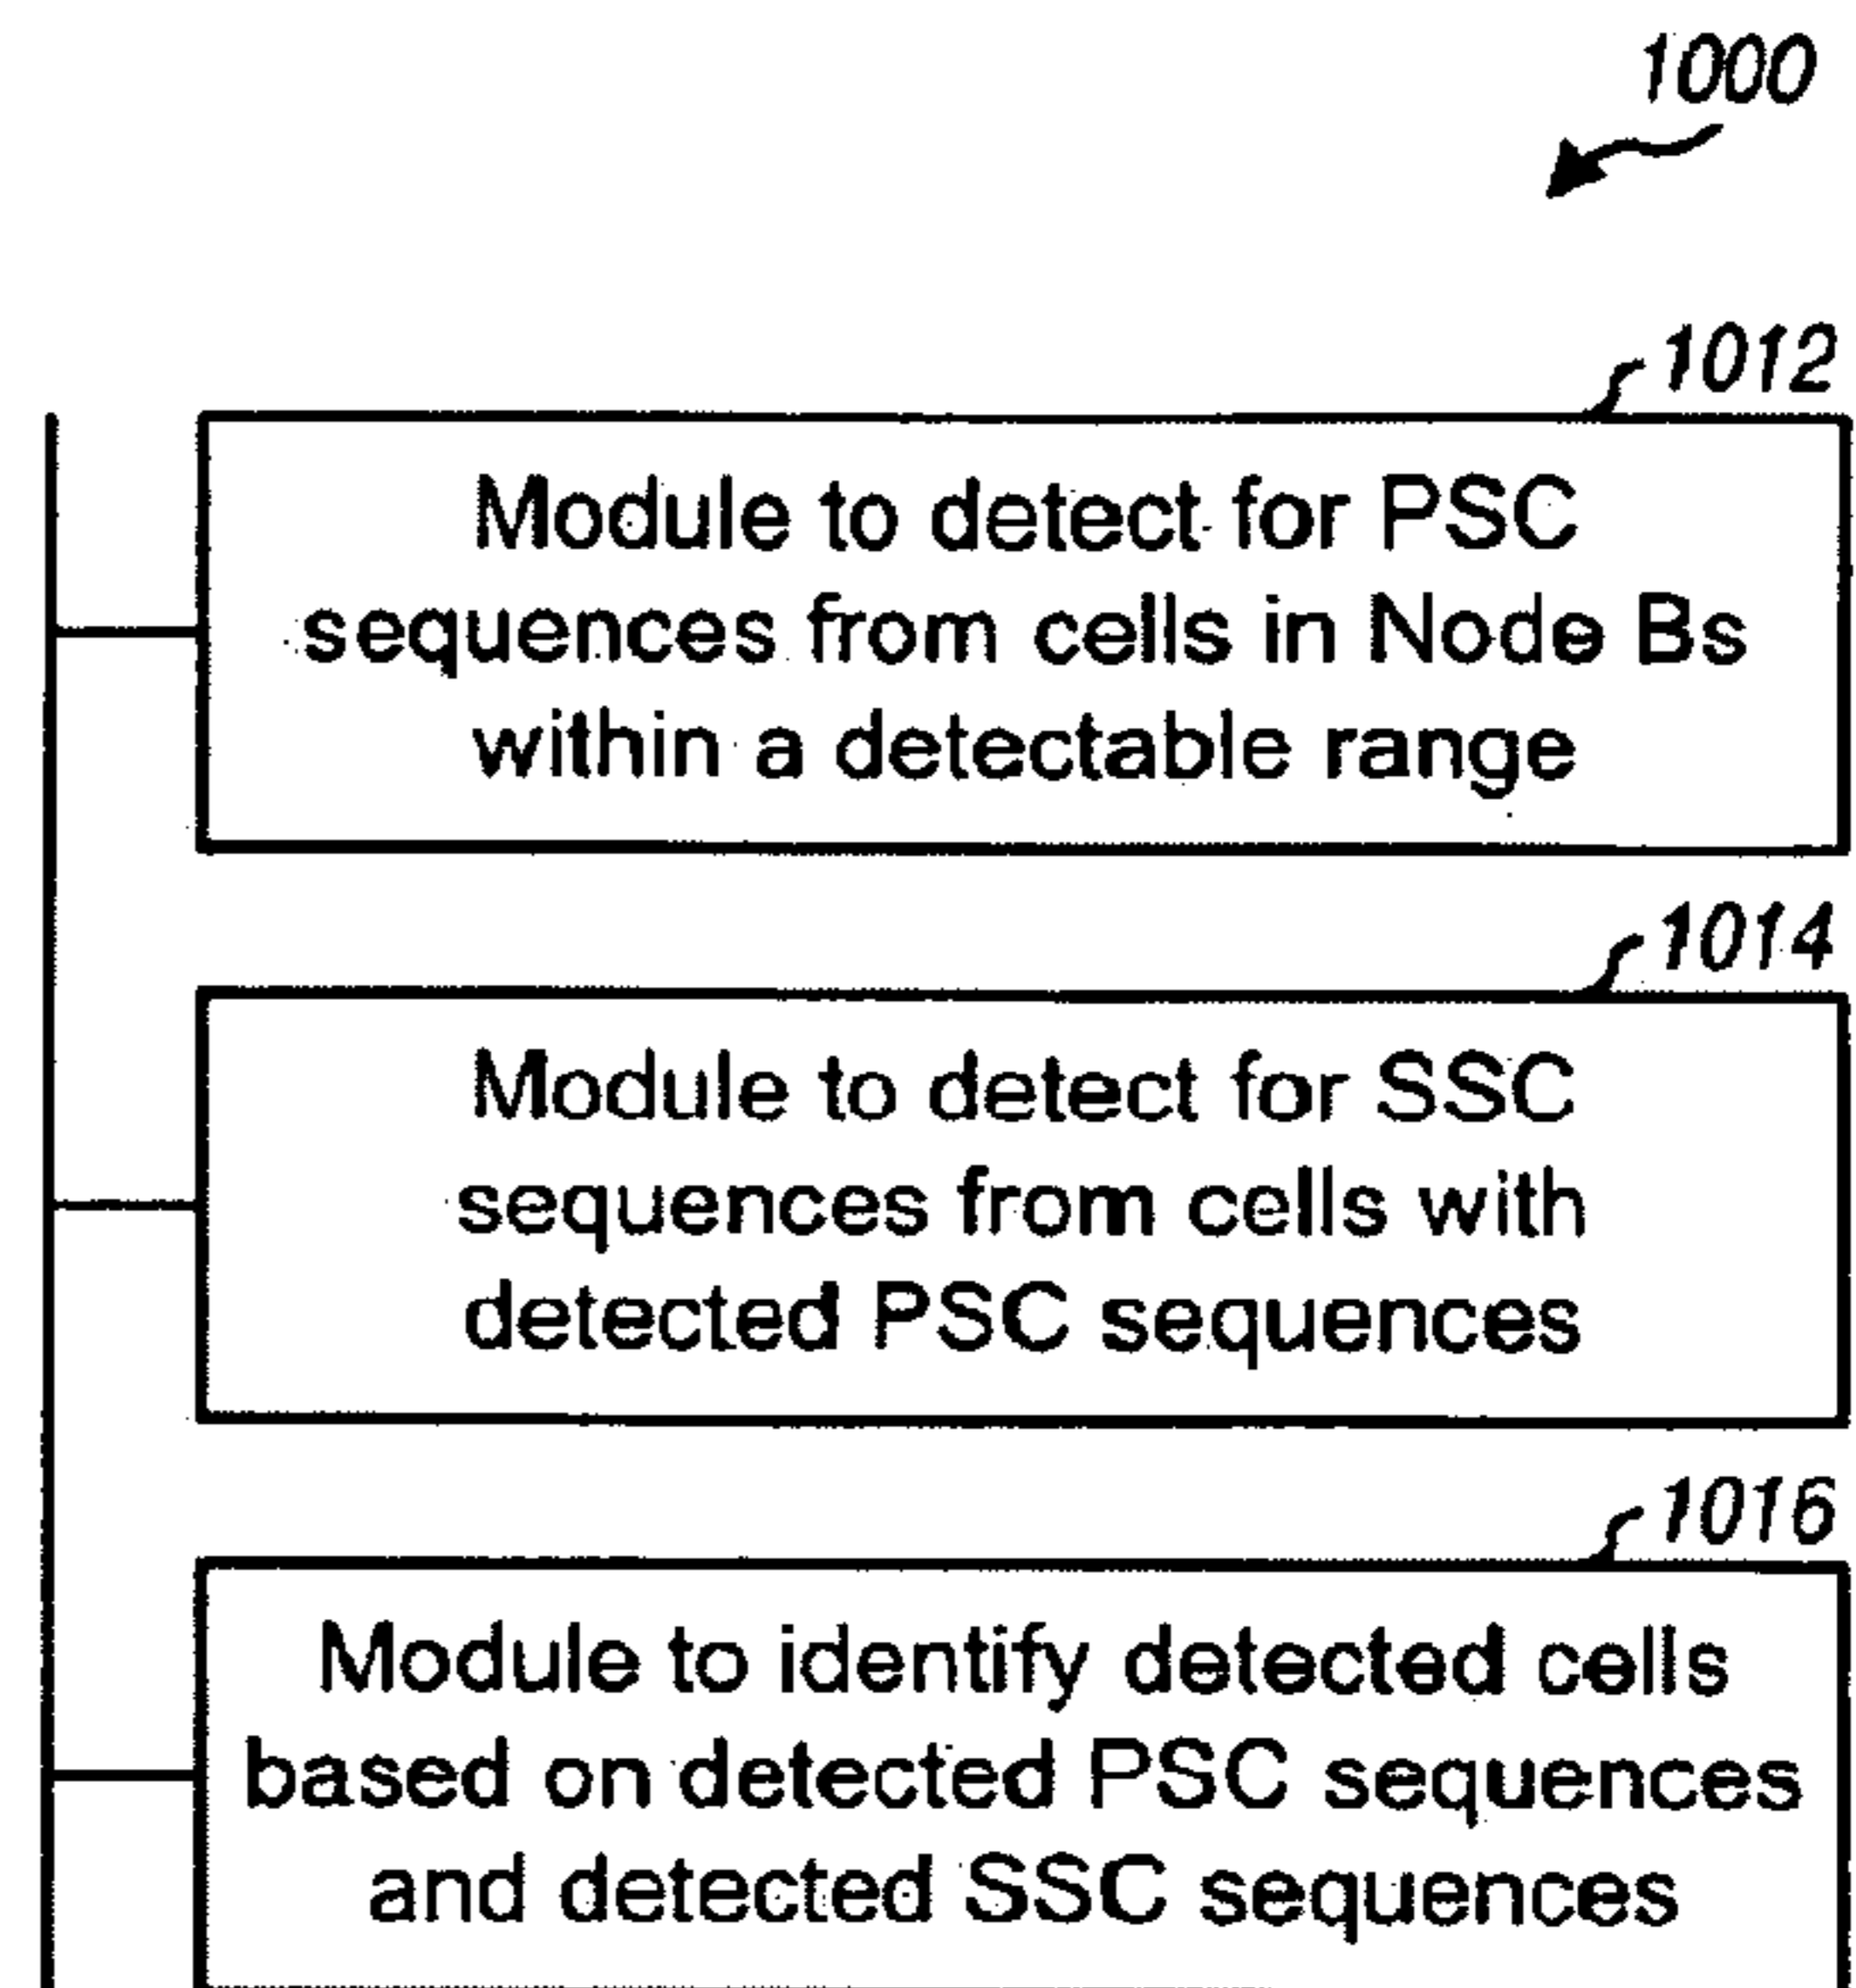 1000
1012
Module to detect for PSC
sequences from cells in Node Bs
within a detectable range
1014
Module to detect for SSC
sequences from cells with
detected PSC sequences
1016
Module to identify detected cells
based on detected PSC sequences
and detected SSC sequences